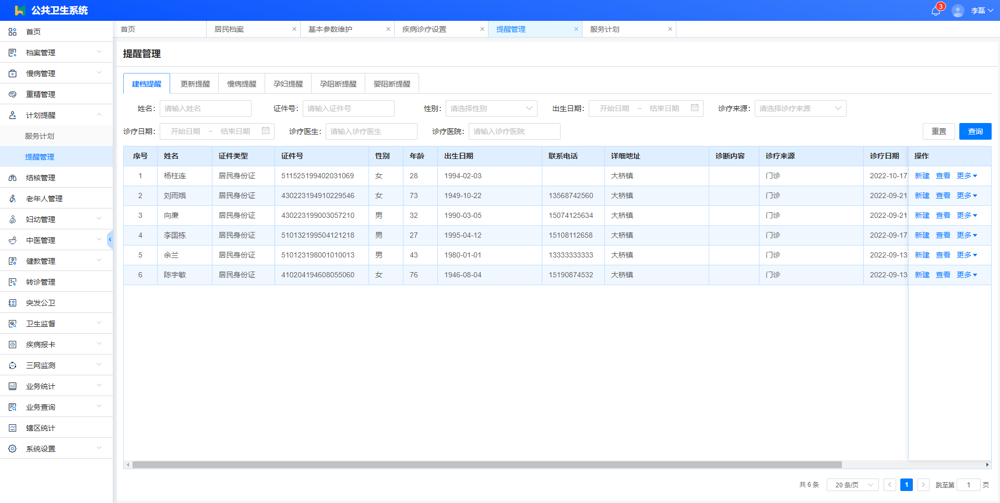 公共卫生系统
3
李磊
首页
档案管理
慢病管理
重精管理
计划提醒
服务计划
提醒管理
结核管理
老年人管理
妇幼管理
中医管理
健教管理
转诊管理
突发公卫
卫生监督
疾病报卡
三网监测
业务统计
业务查询
辖区统计
系统设置
首页 居民档案 基本参数维护 疾病诊疗设置 提醒管理 服务计划
提醒管理
建档提醒 更新提醒 慢病提醒 孕妇提醒 孕阻断提醒 婴阻断提醒
姓名: 请输入姓名 证件号: 请输入证件号 性别: 请选择性别 出生日期: 开始日期 ~ 结束日期 诊疗来源: 请选择诊疗来源
诊疗日期: 开始日期 ~ 结束日期 诊疗医生: 请输入诊疗医生 诊疗医院: 请输入诊疗医院 重置 查询
序号 姓名 证件类型 证件号 性别 年龄 出生日期 联系电话 详细地址 诊断内容 诊疗来源 诊疗日期 操作
1 杨柱连 居民身份证 511525199402031069 女 28 1994-02-03 大桥镇 门诊 2022-10-17 新建 查看 更多
2 刘雨娥 居民身份证 430223194910229546 女 73 1949-10-22 13568742560 大桥镇 门诊 2022-09-21 新建 查看 更多
3 向廉 居民身份证 430223199003057210 男 32 1990-03-05 15074125634 大桥镇 门诊 2022-09-21 新建 查看 更多
4 李国栋 居民身份证 510132199504121218 男 27 1995-04-12 15108112658 大桥镇 门诊 2022-09-17 新建 查看 更多
5 余兰 居民身份证 510123198001010013 男 43 1980-01-01 13333333333 大桥镇 门诊 2022-09-13 新建 查看 更多
6 陈宇敏 居民身份证 410204194608055060 女 76 1946-08-04 15190874532 大桥镇 门诊 2022-09-13 新建 查看 更多
共 6 条 20 条/页 1 跳至第 1 页